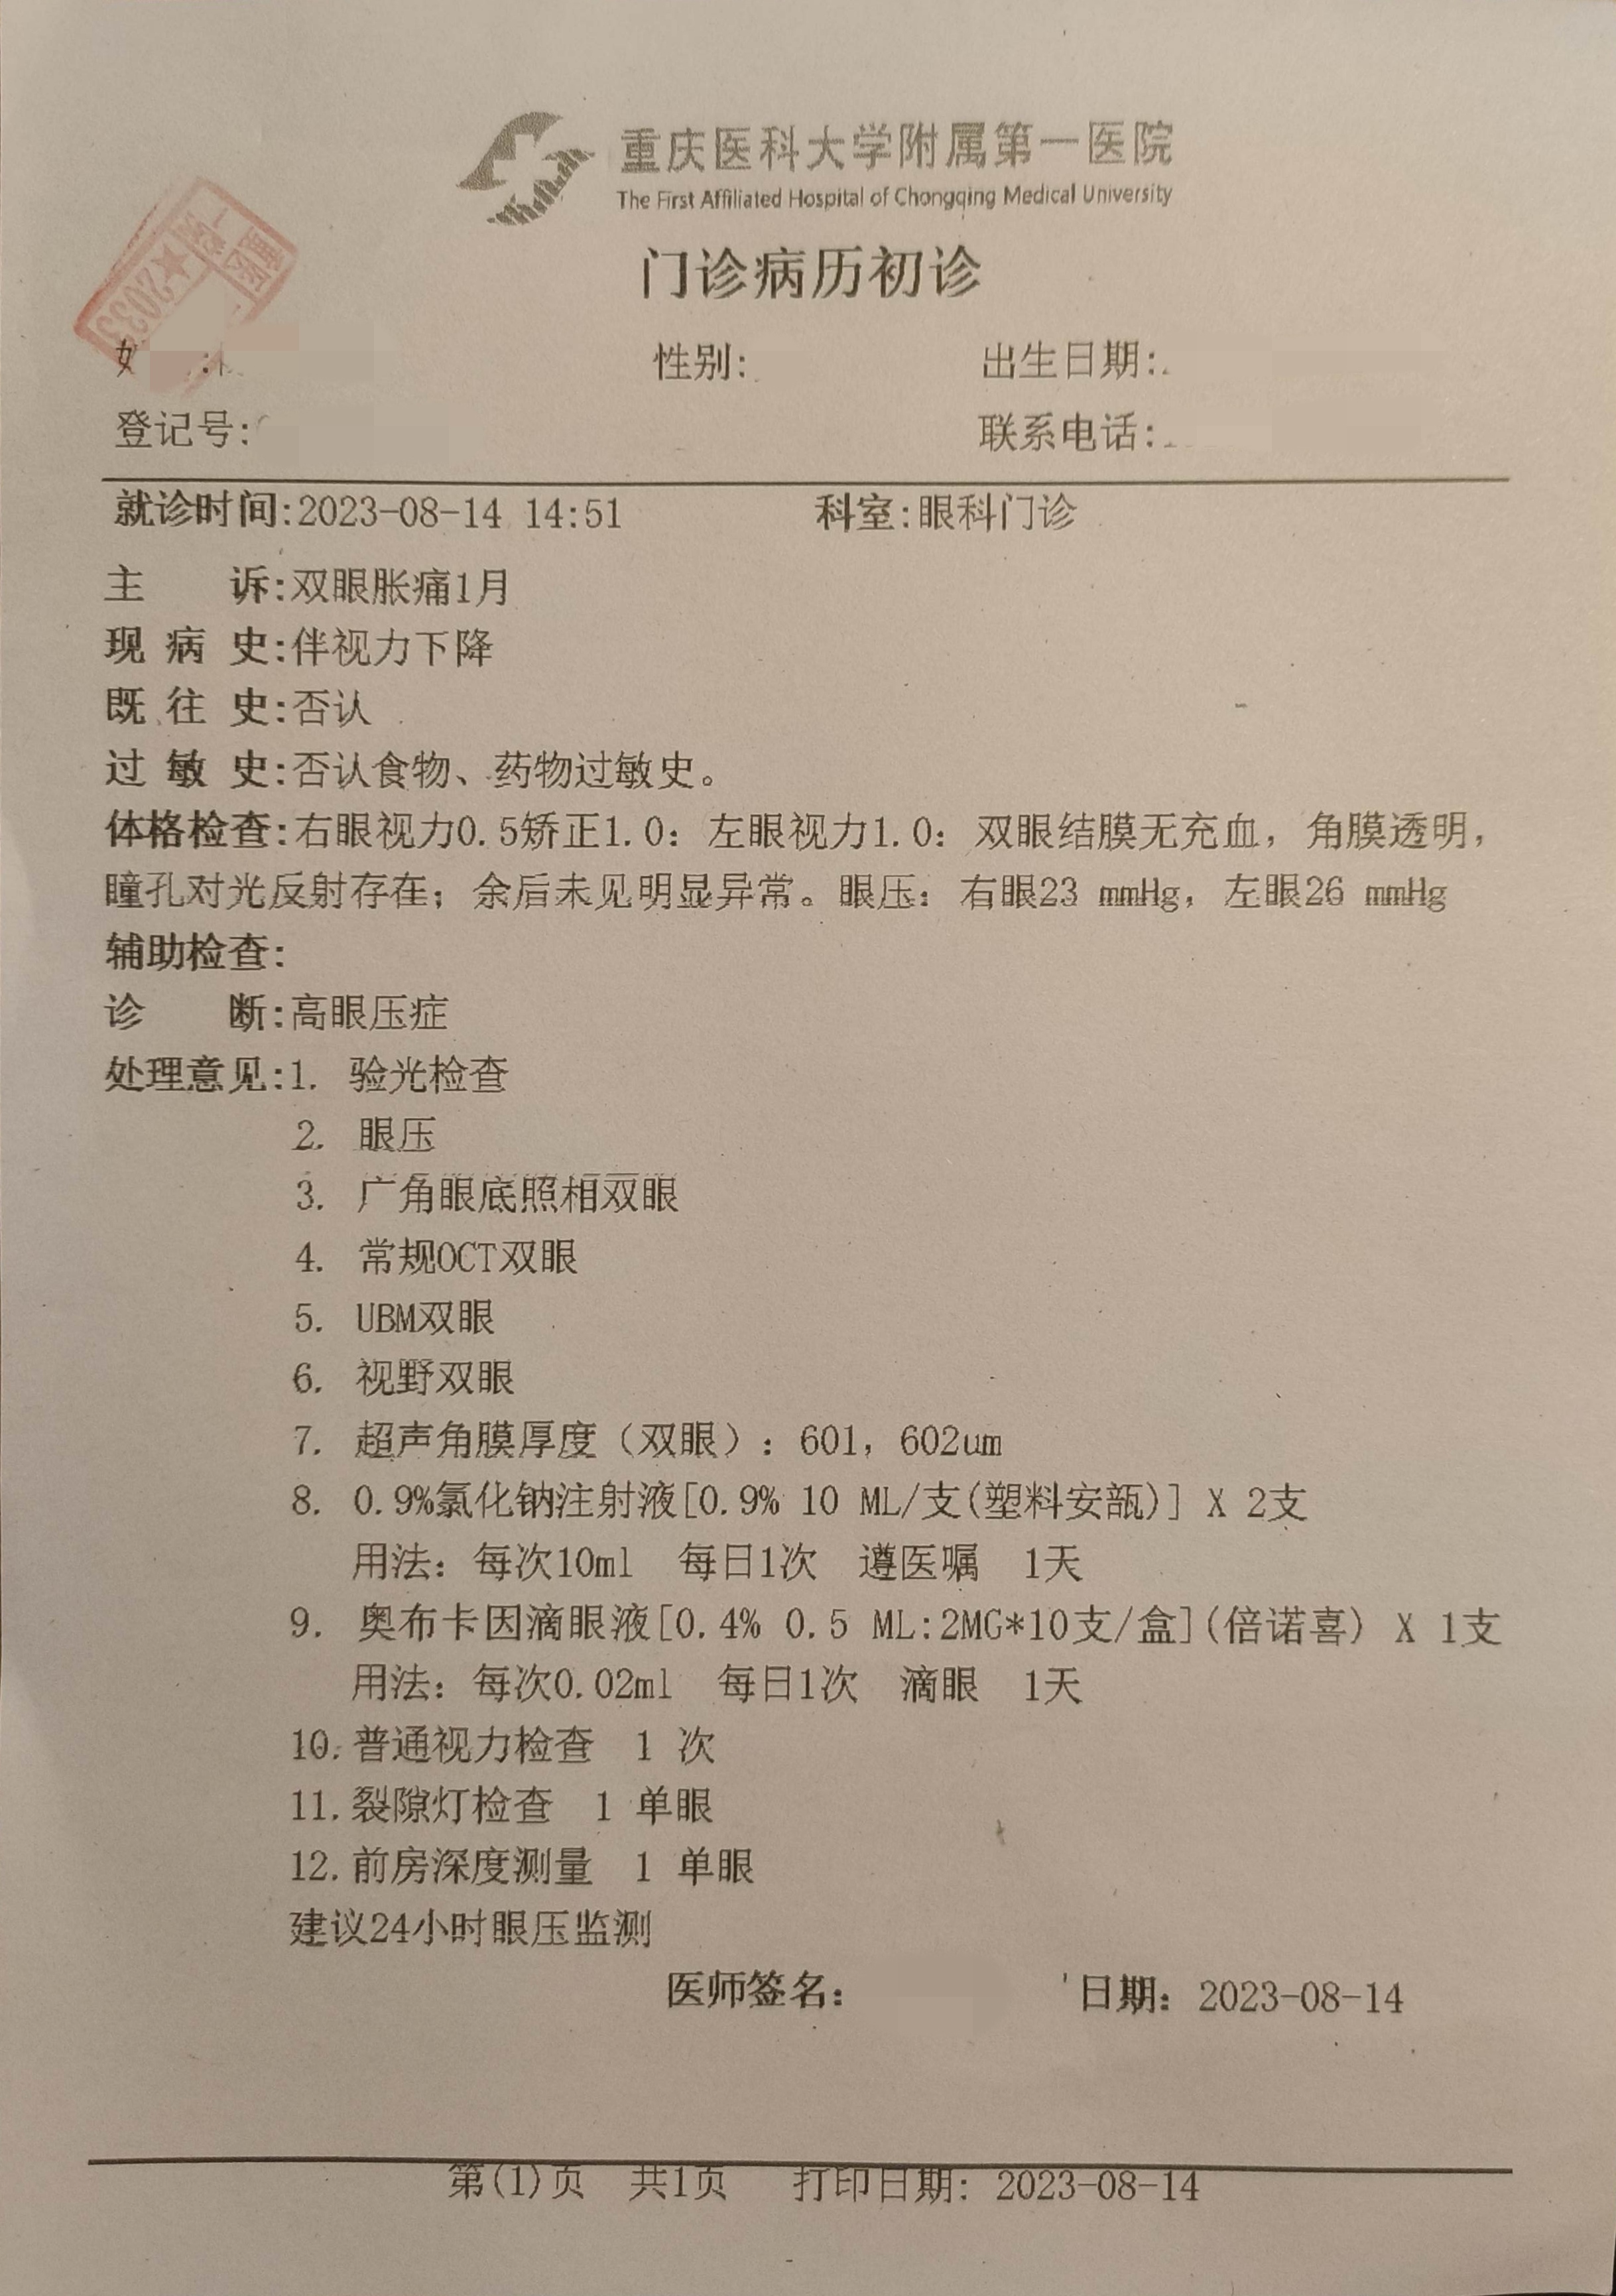 重庆医科大学附属第一医院
The First Affiliated Hospital of Chongqing Medical University
门诊病历初诊
性别: 出生日期:
登记号: 联系电话:
就诊时间:2023-08-14 14:51 科室:眼科门诊
主 诉:双眼胀痛1月
现 病 史:伴视力下降
既 往 史:否认
过 敏 史:否认食物、药物过敏史。
体格检查:右眼视力0.5矫正1.0：左眼视力1.0：双眼结膜无充血，角膜透明，
瞳孔对光反射存在；余后未见明显异常。眼压：右眼23 mmHg，左眼26 mmHg
辅助检查:
诊 断:高眼压症
处理意见:1. 验光检查
2. 眼压
3. 广角眼底照相双眼
4. 常规OCT双眼
5. UBM双眼
6. 视野双眼
7. 超声角膜厚度（双眼）：601，602um
8. 0.9%氯化钠注射液[0.9% 10 ML/支(塑料安瓿)] X 2支
用法：每次10ml 每日1次 遵医嘱 1天
9. 奥布卡因滴眼液[0.4% 0.5 ML:2MG*10支/盒](倍诺喜) X 1支
用法：每次0.02ml 每日1次 滴眼 1天
10.普通视力检查 1 次
11.裂隙灯检查 1 单眼
12.前房深度测量 1 单眼
建议24小时眼压监测
医师签名： 日期：2023-08-14
第(1)页 共1页 打印日期：2023-08-14